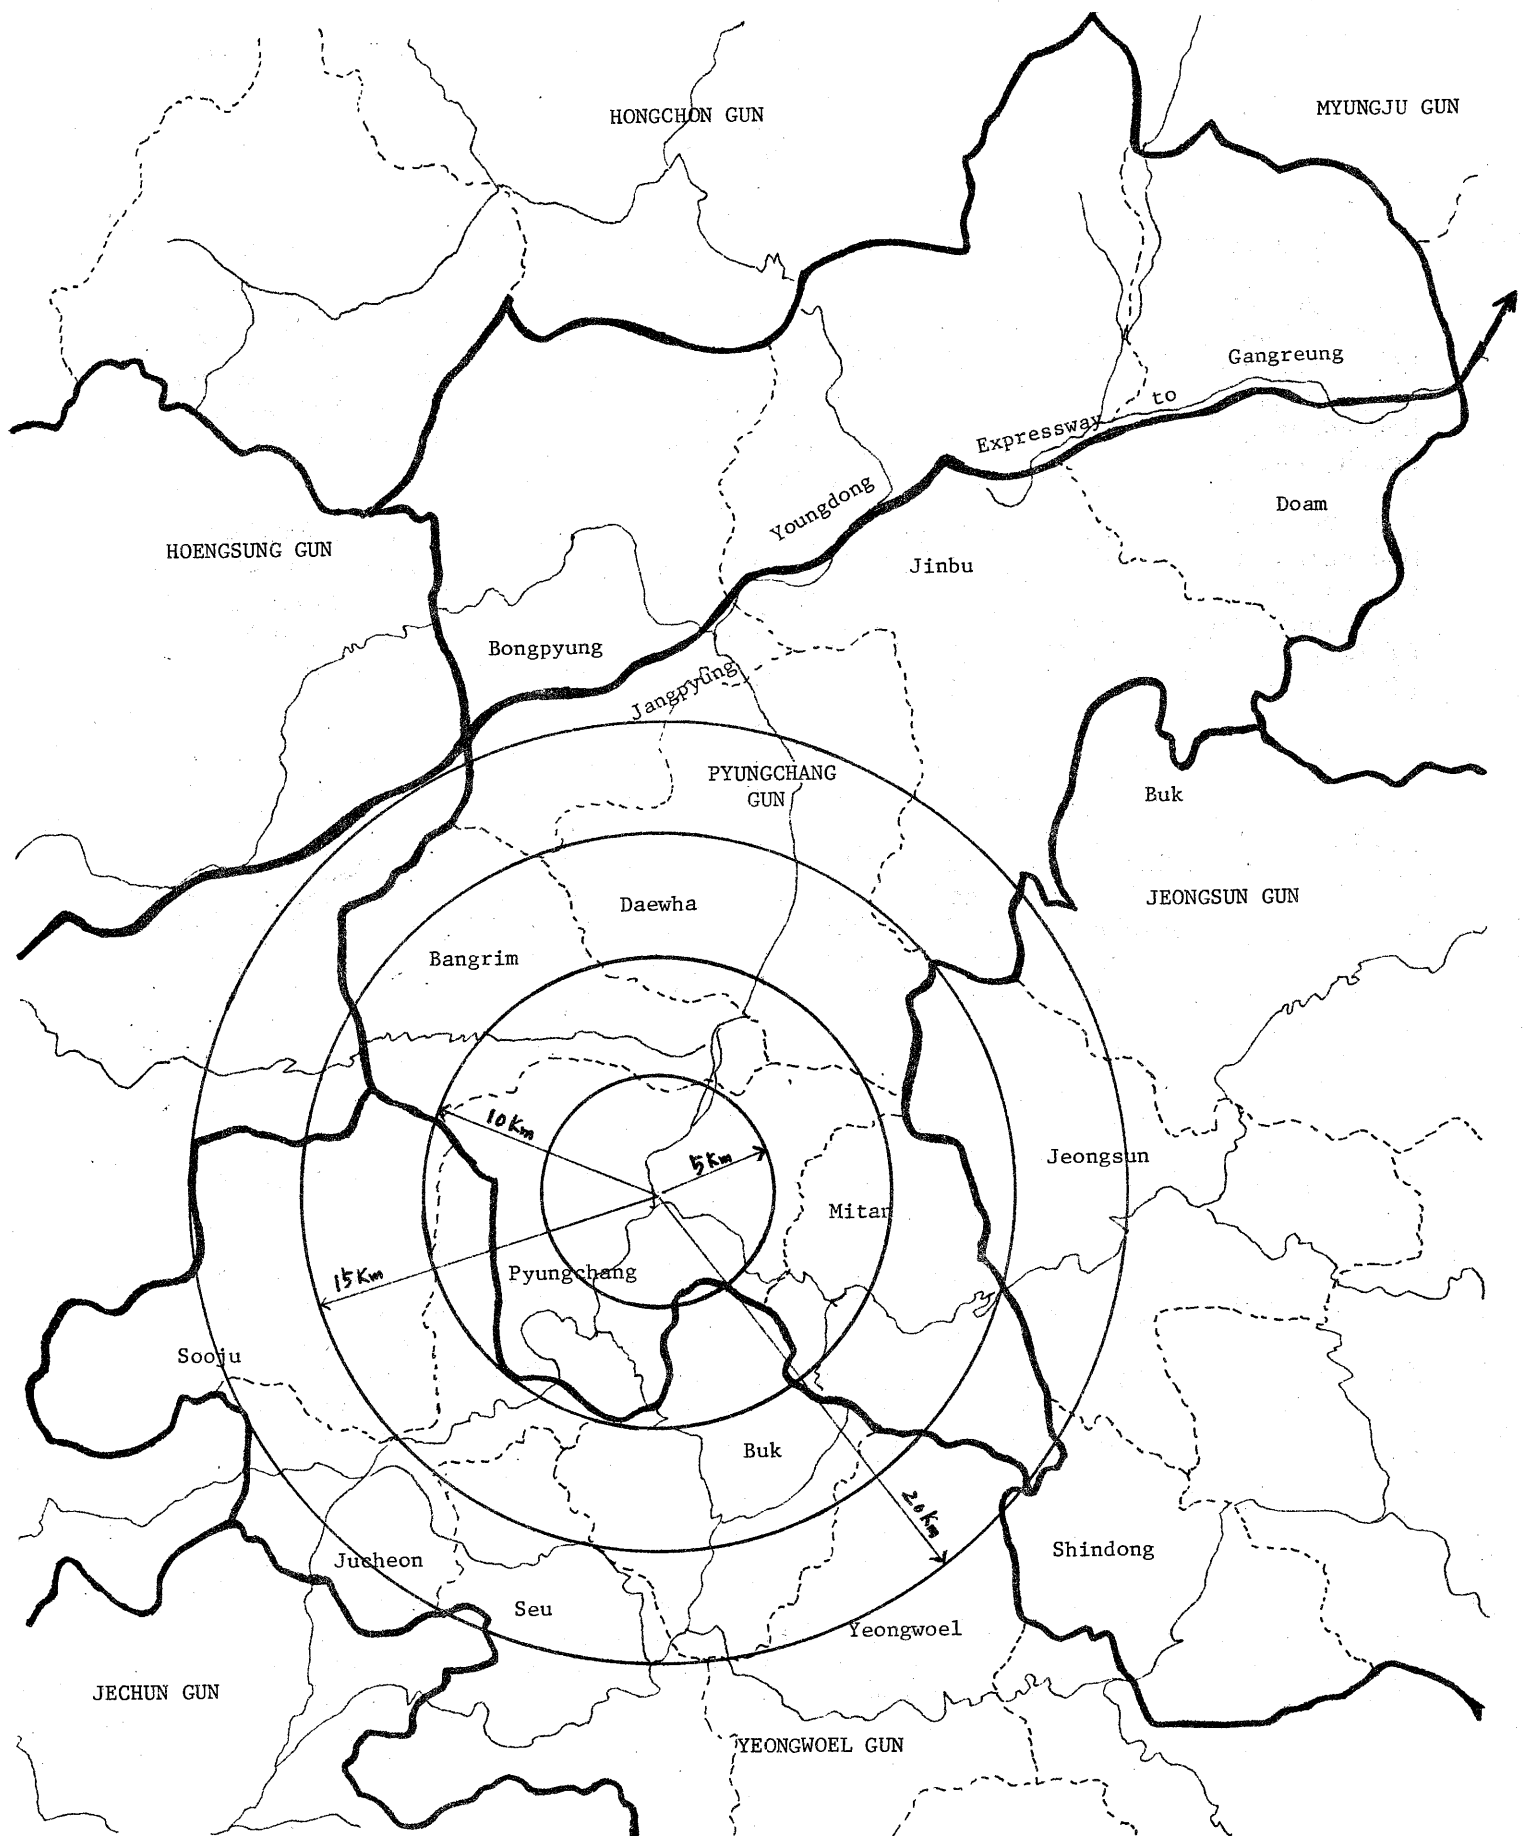 HONGCHON GUN
MYUNGJU GUN
Gangreung
to
Expressway
Youngdong
Doam
HOENGSUNG GUN
Jinbu
Bongpyung
Jangpyung
PYUNGCHANG
GUN
Buk
JEONGSUN GUN
Daewha
Bangrim
10Km
5Km
Jeongsun
Mitan
Pyungchang
15Km
Sooju
Buk
20Km
Jucheon
Shindong
Seu
Yeongwoel
JECHUN GUN
YEONGWOEL GUN